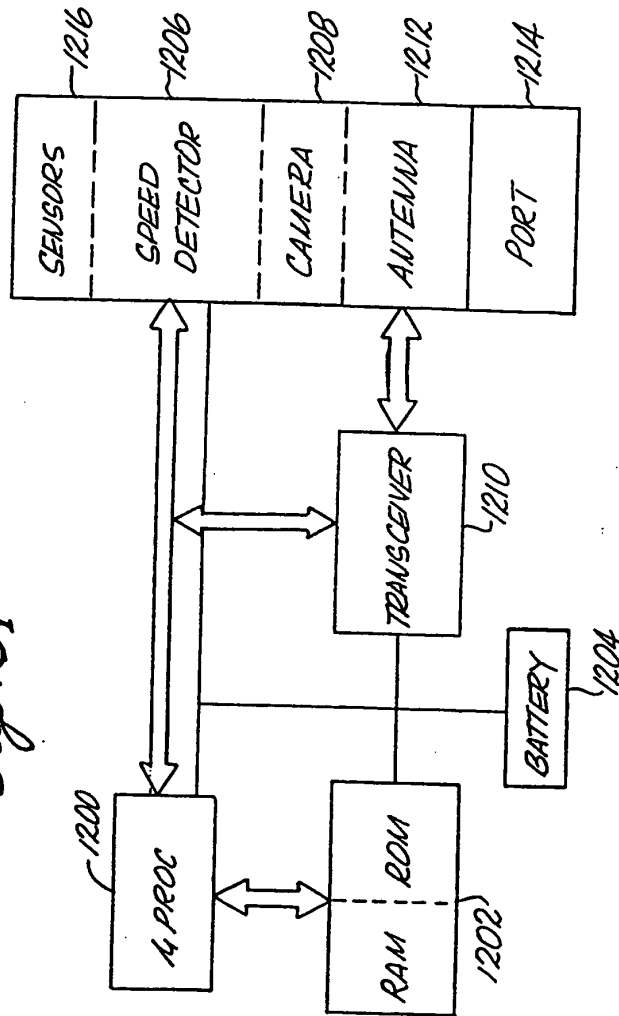 1200
μ PROC
RAM
ROM
1202
BATTERY
1204
TRANSCEIVER
1210
SENSORS
1216
SPEED
DETECTOR
1206
CAMERA
1208
ANTENNA
1212
PORT
1214